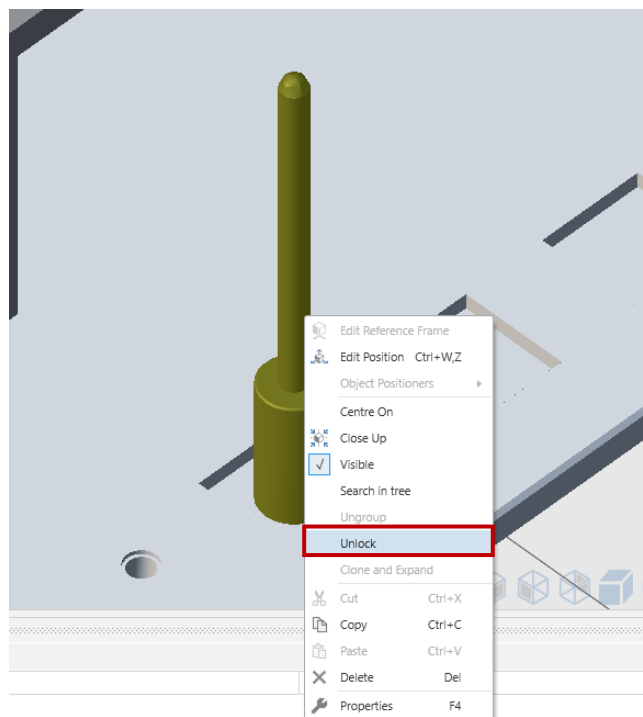 Edit Reference Frame
Edit Position Ctrl+W,Z
Object Positioners
Centre On
Close Up
Visible
Search in tree
Ungroup
Unlock
Clone and Expand
Cut Ctrl+X
Copy Ctrl+C
Paste Ctrl+V
Delete Del
Properties F4